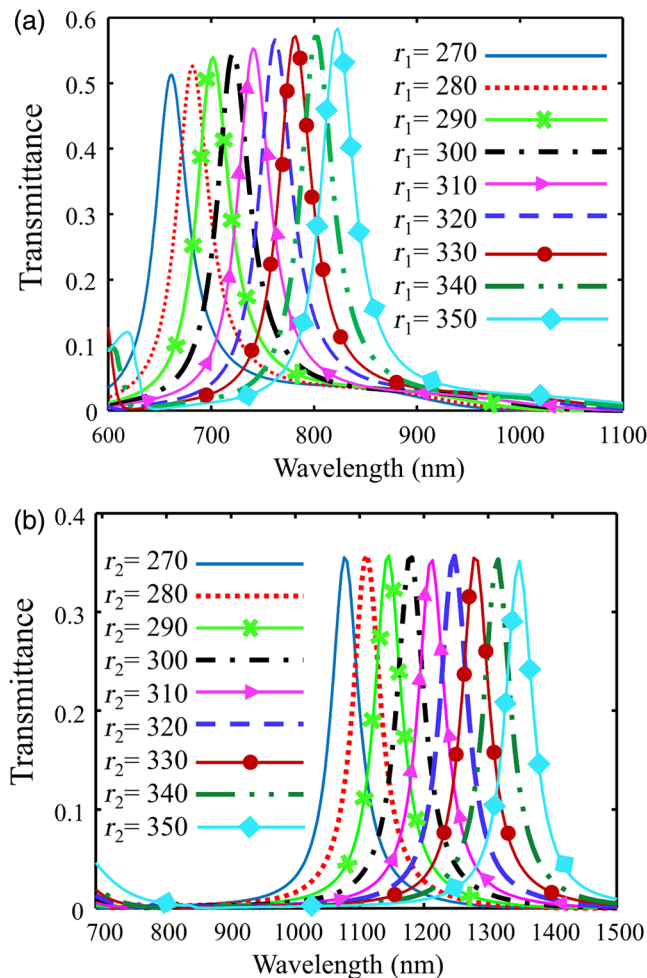 (a)
0.6
0.5
0.4
0.3
0.2
0.1
0
Transmittance
r1= 270
r1= 280
r1= 290
r1= 300
r1= 310
r1= 320
r1= 330
r1= 340
r1= 350
600 700 800 900 1000 1100
Wavelength (nm)
(b)
0.4
0.3
0.2
0.1
0
Transmittance
r2= 270
r2= 280
r2= 290
r2= 300
r2= 310
r2= 320
r2= 330
r2= 340
r2= 350
700 800 900 1000 1100 1200 1300 1400 1500
Wavelength (nm)